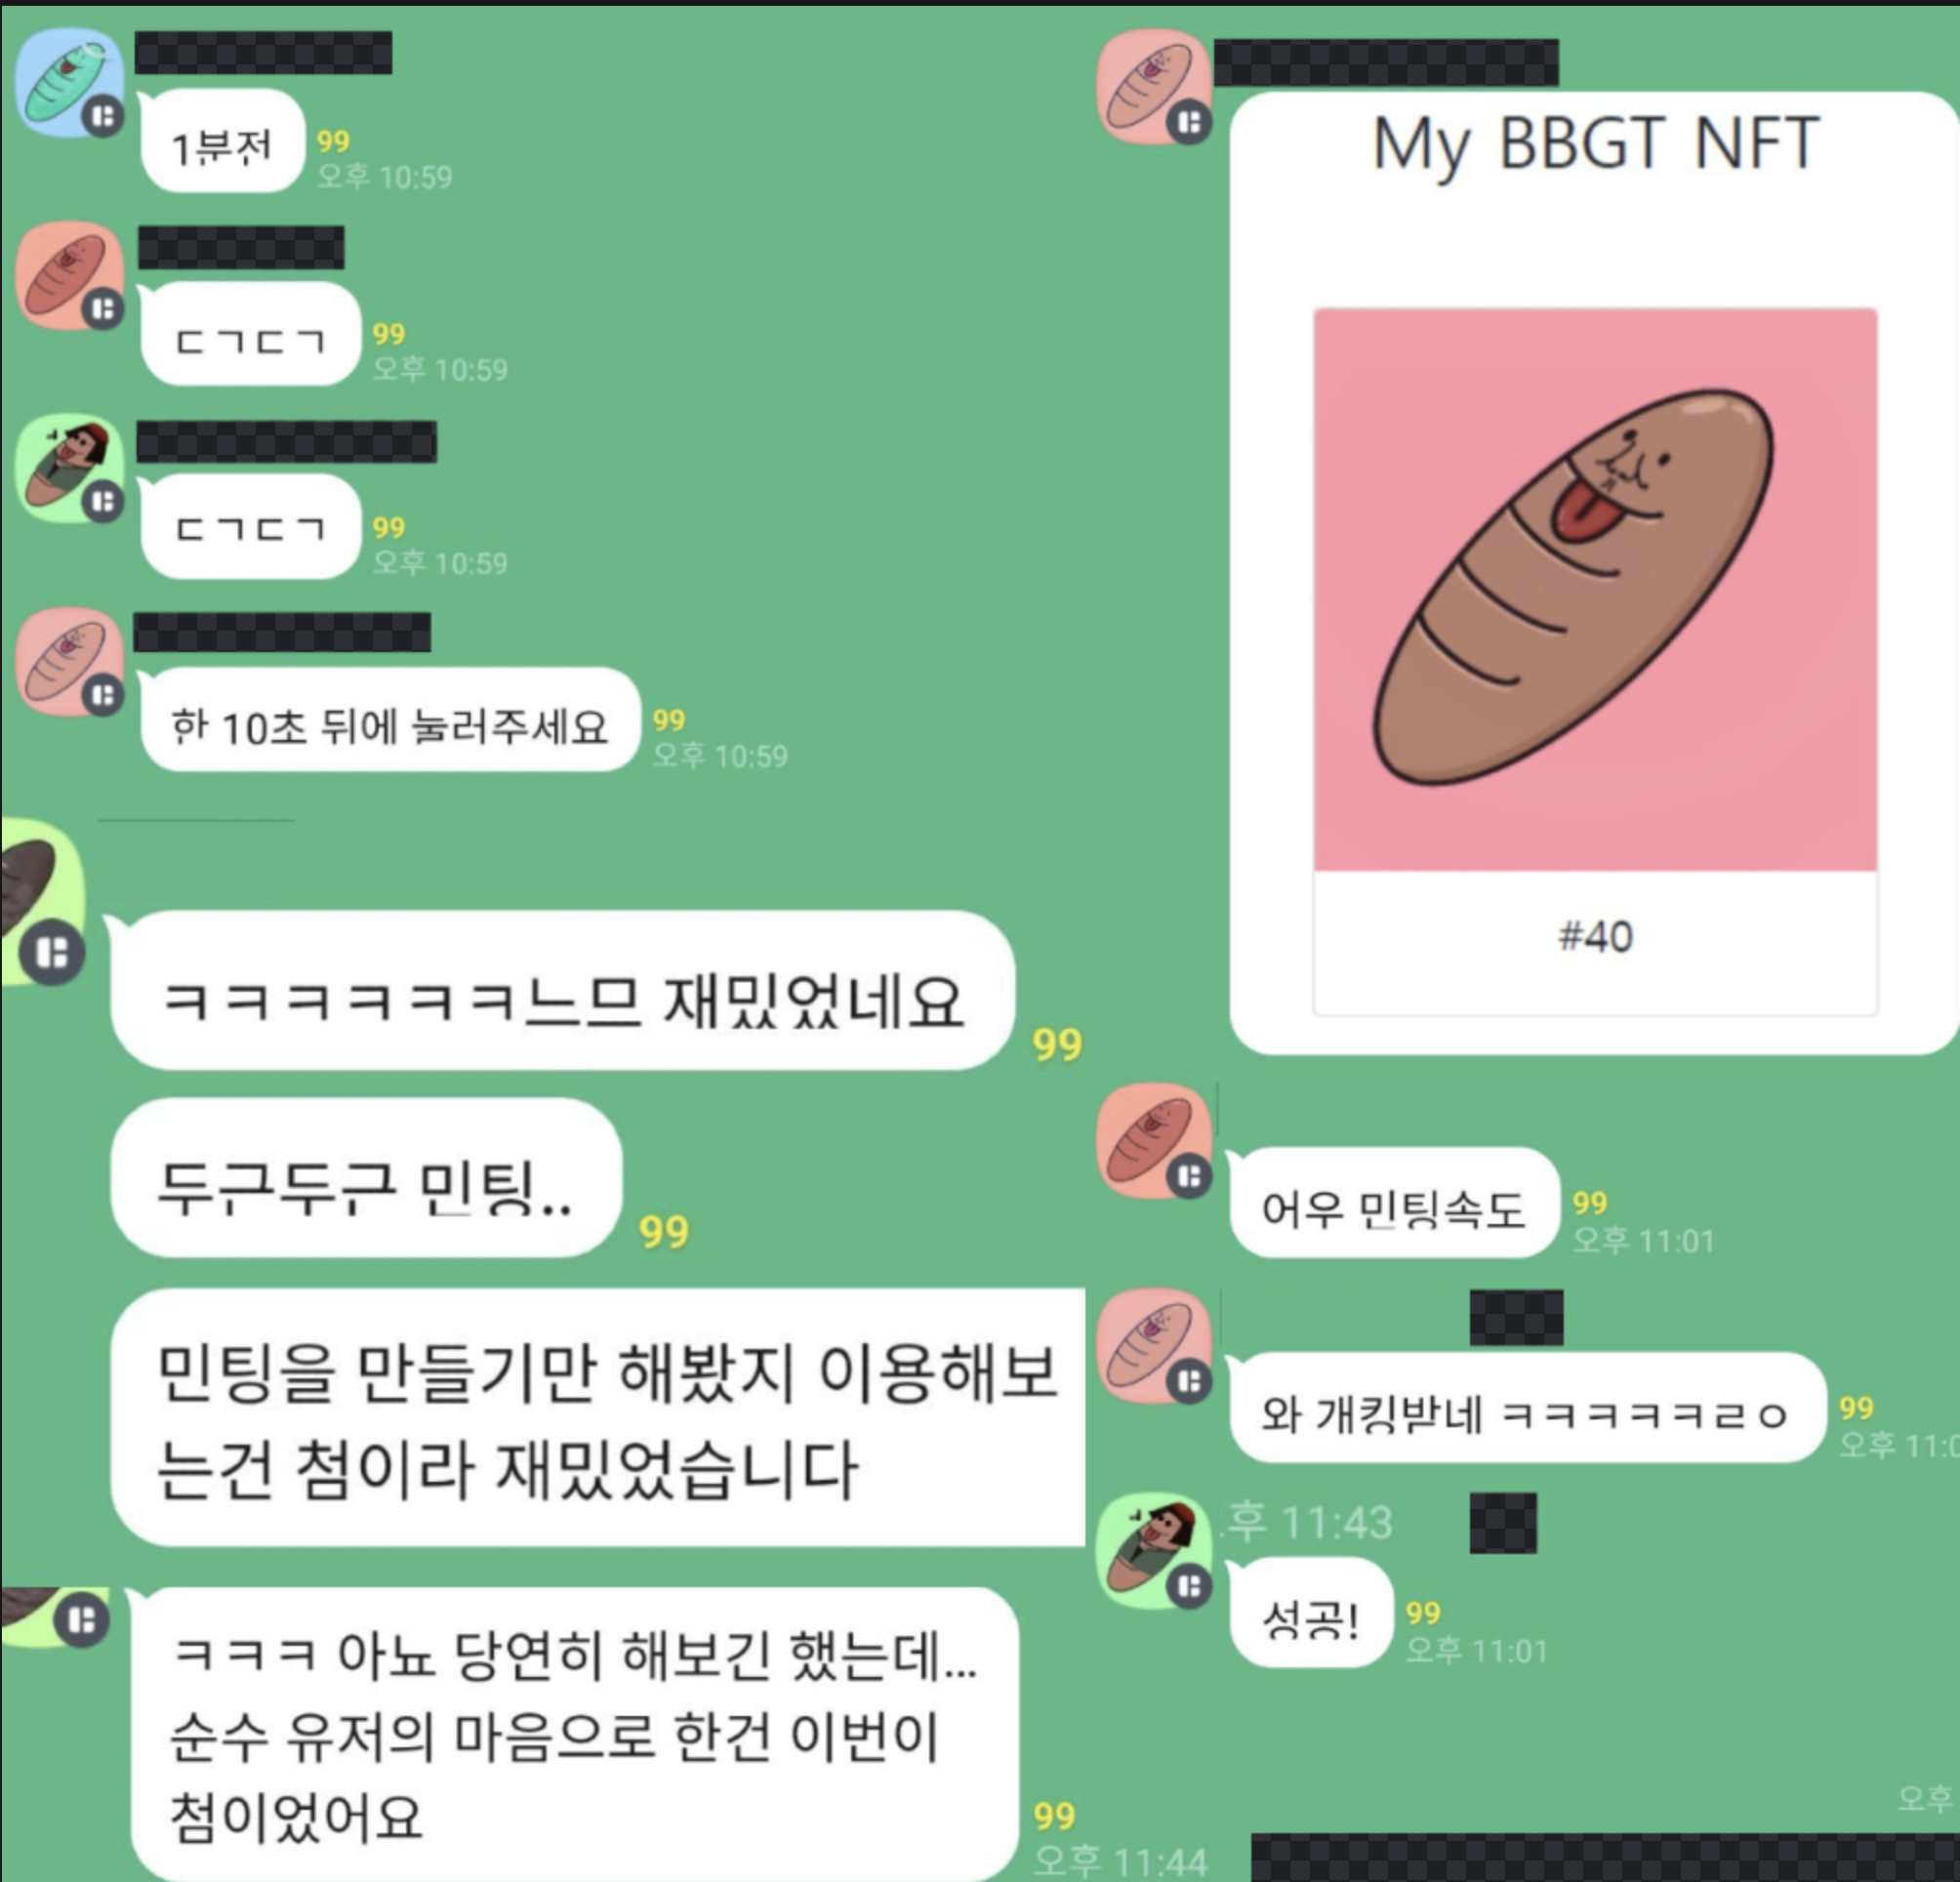 1분전
99
오후 10:59
ㄷㄱㄷㄱ
99
오후 10:59
ㄷㄱㄷㄱ
99
오후 10:59
한 10초 뒤에 눌러주세요
99
오후 10:59
ㅋㅋㅋㅋㅋㅋ느므 재밌었네요
99
두근두근 민팅..
99
민팅을 만들기만 해봤지 이용해보
는건 첨이라 재밌었습니다
ㅋㅋㅋ 아뇨 당연히 해보긴 했는데...
순수 유저의 마음으로 한건 이번이
첨이었어요
99
오후 11:44
My BBGT NFT
#40
어우 민팅속도
99
오후 11:01
와 개킹받네 ㅋㅋㅋㅋㅋㄹㅇ
99
오후 11:0
후 11:43
성공!
99
오후 11:01
오후